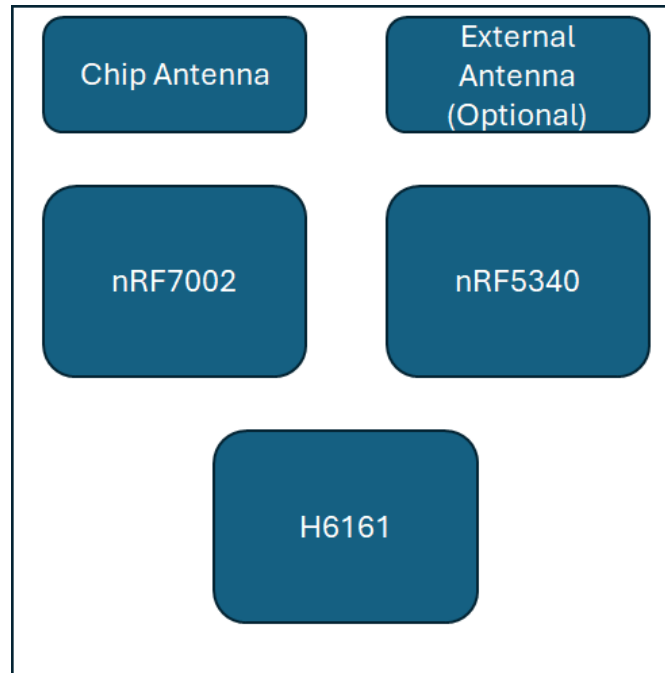 Chip Antenna
External
Antenna
(Optional)
nRF7002
nRF5340
H6161